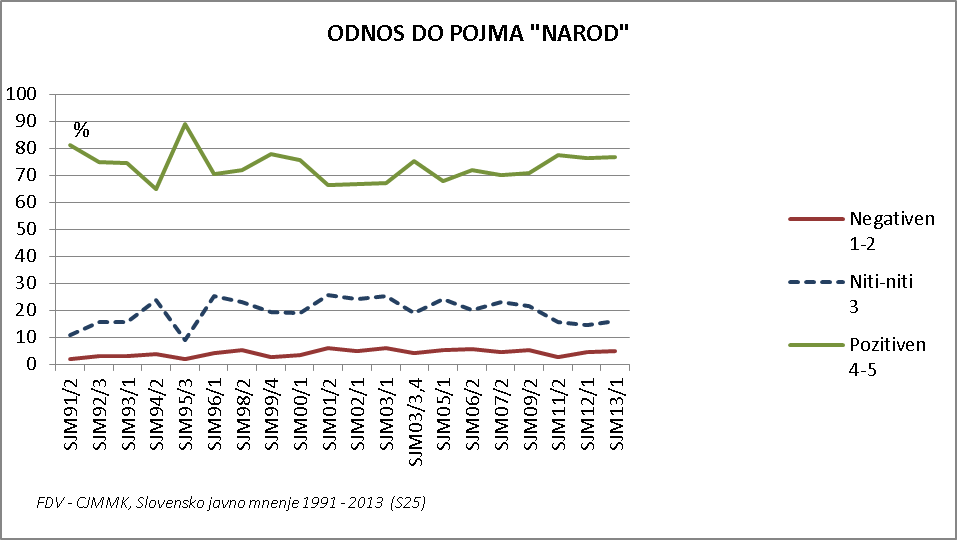 ODNOS DO POJMA "NAROD"
100
90
80
70
60
50
40
30
20
10
0
%
SJM91/2
SJM92/3
SJM93/1
SJM94/2
SJM95/3
SJM96/1
SJM98/2
SJM99/4
SJM00/1
SJM01/2
SJM02/1
SJM03/1
SJM03/3,4
SJM05/1
SJM06/2
SJM07/2
SJM09/2
SJM11/2
SJM12/1
SJM13/1
Negativen
1-2
Niti-niti
3
Pozitiven
4-5
FDV - CJMMK, Slovensko javno mnenje 1991 - 2013 (S25)